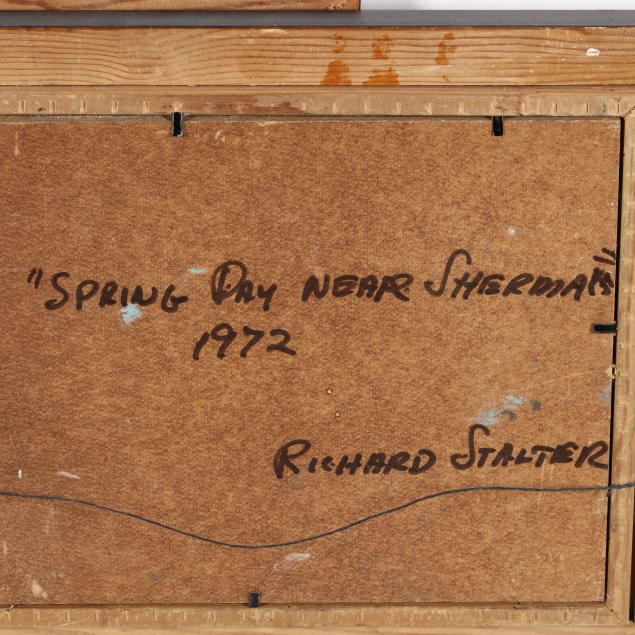 "SPRING DAY NEAR SHERMAN"
1972
RICHARD STALTER